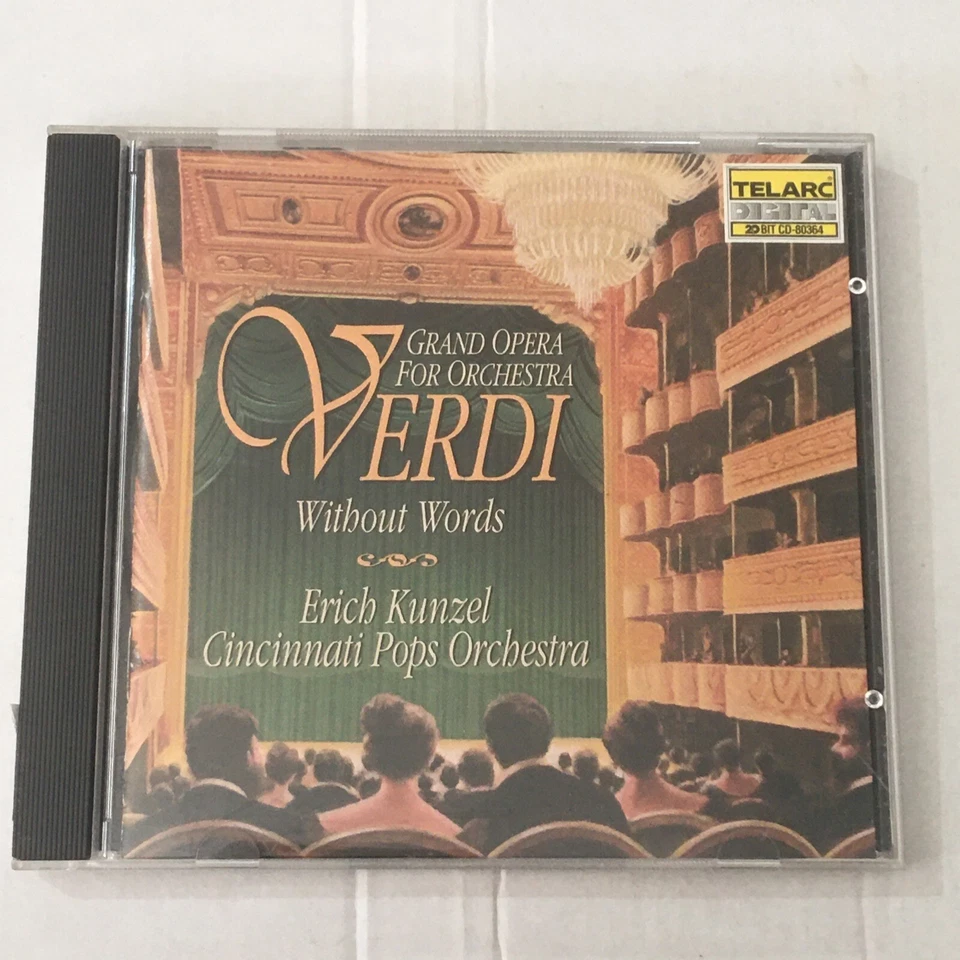 TELARC
DIGITAL
20 BIT CD-80364
GRAND OPERA
FOR ORCHESTRA
VERDI
Without Words
Erich Kunzel
Cincinnati Pops Orchestra